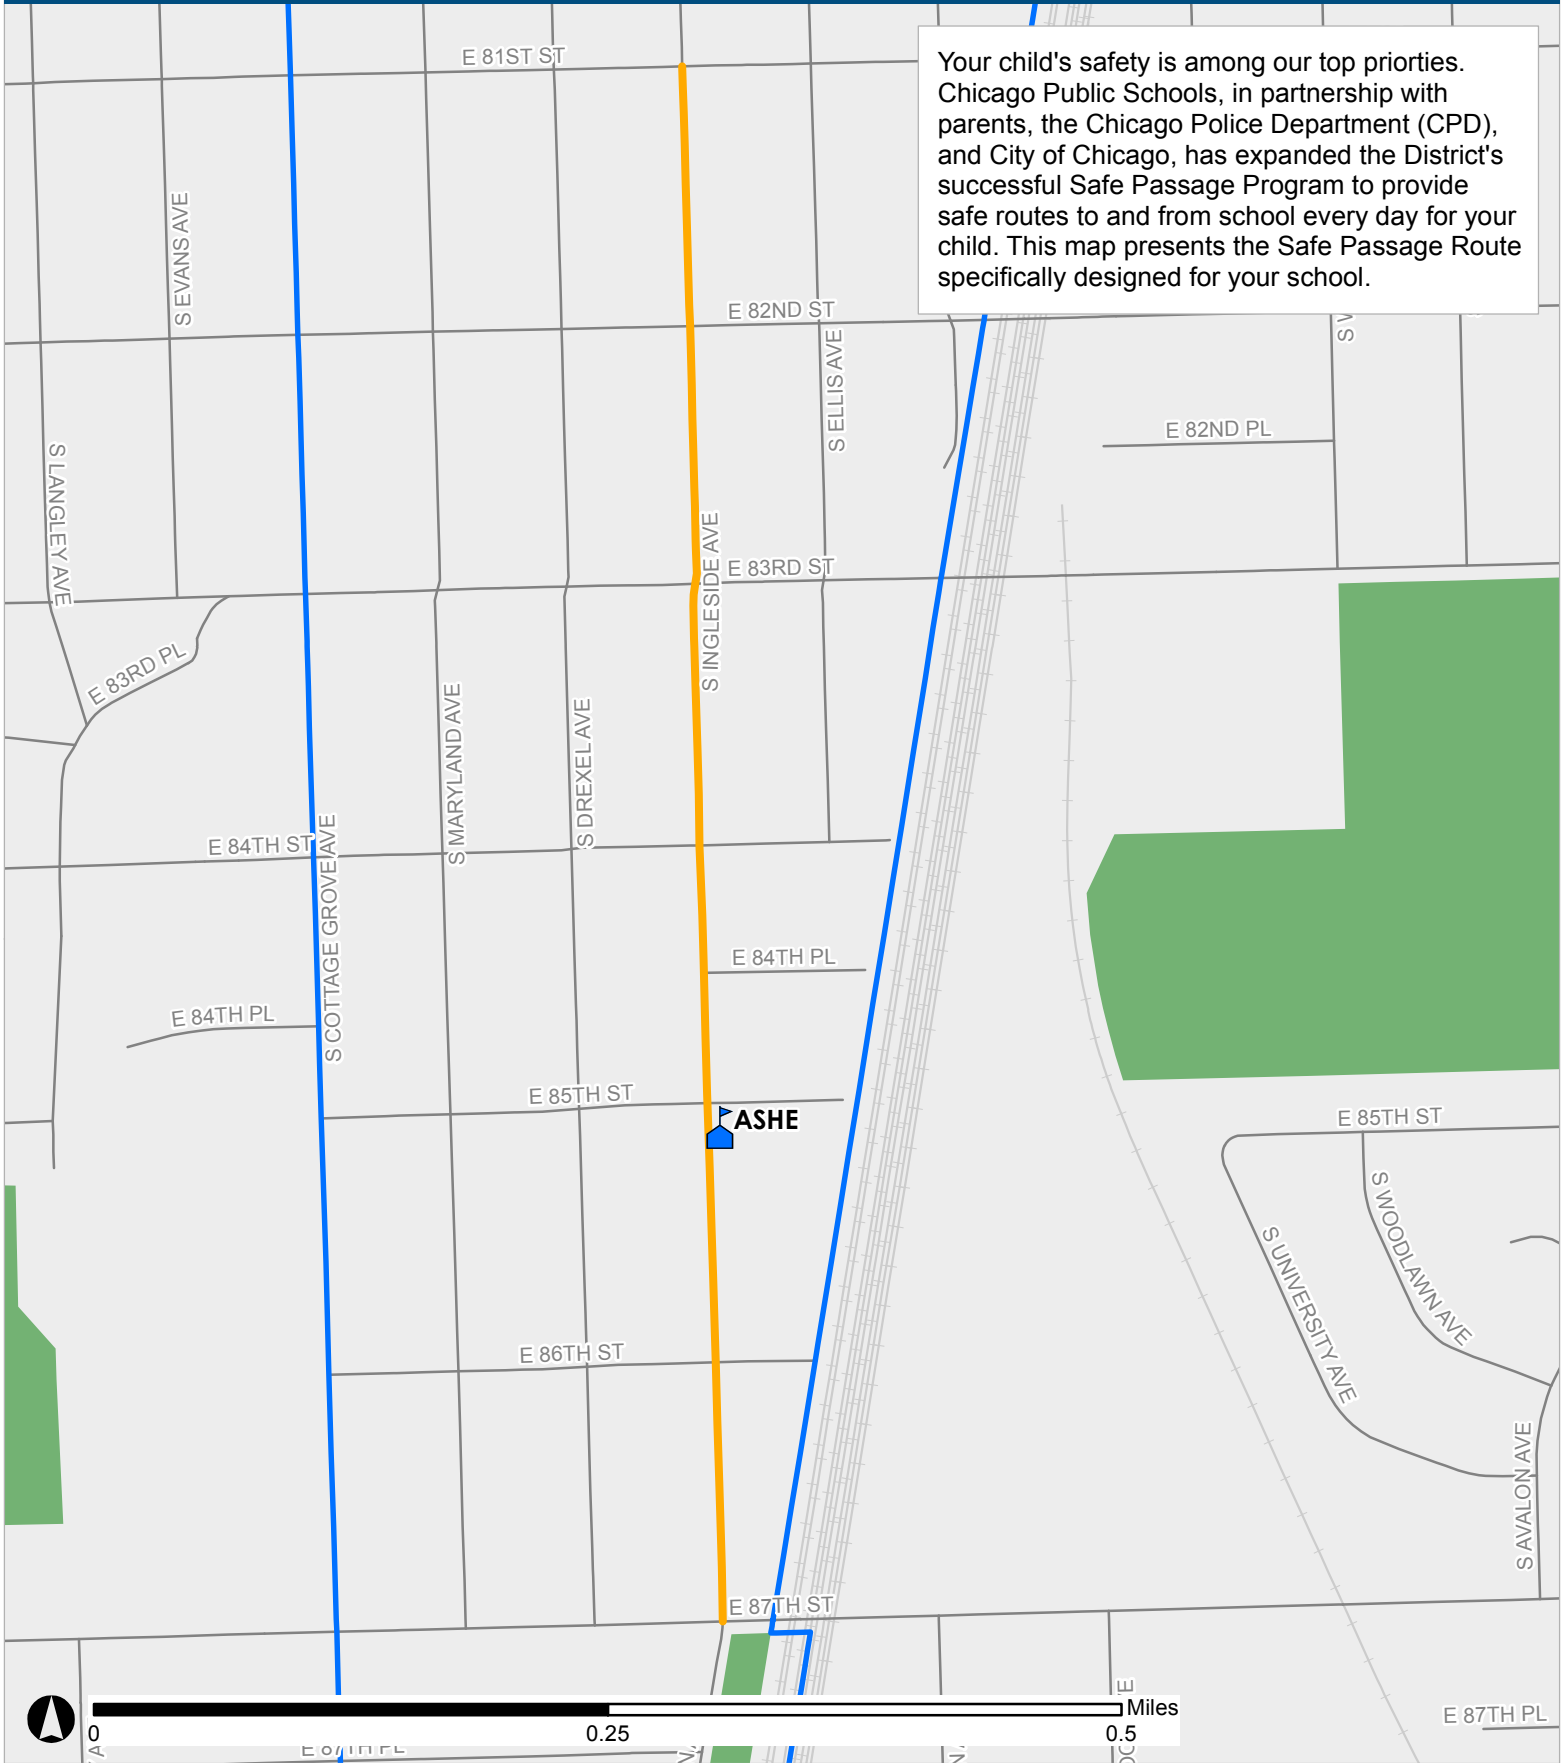 E 81ST ST
Your child's safety is among our top priorties.
Chicago Public Schools, in partnership with
parents, the Chicago Police Department (CPD),
and City of Chicago, has expanded the District's
successful Safe Passage Program to provide
safe routes to and from school every day for your
child. This map presents the Safe Passage Route
specifically designed for your school.
S EVANS AVE
E 82ND ST
S ELLIS AVE
S W
E 82ND PL
S LANGLEY AVE
S INGLESIDE AVE
E 83RD ST
E 83RD PL
S MARYLAND AVE
S DREXEL AVE
E 84TH ST
S COTTAGE GROVE AVE
E 84TH PL
E 84TH PL
E 85TH ST
ASHE
E 85TH ST
S WOODLAWN AVE
S UNIVERSITY AVE
E 86TH ST
S AVALON AVE
E 87TH ST
Miles
0
0.25
0.5
E 87TH PL
E 87TH PL